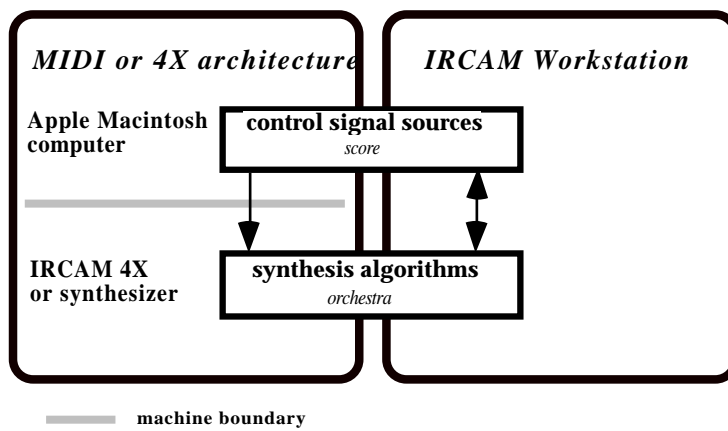 MIDI or 4X architecture
IRCAM Workstation
Apple Macintosh
computer
control signal sources
score
IRCAM 4X
or synthesizer
synthesis algorithms
orchestra
machine boundary